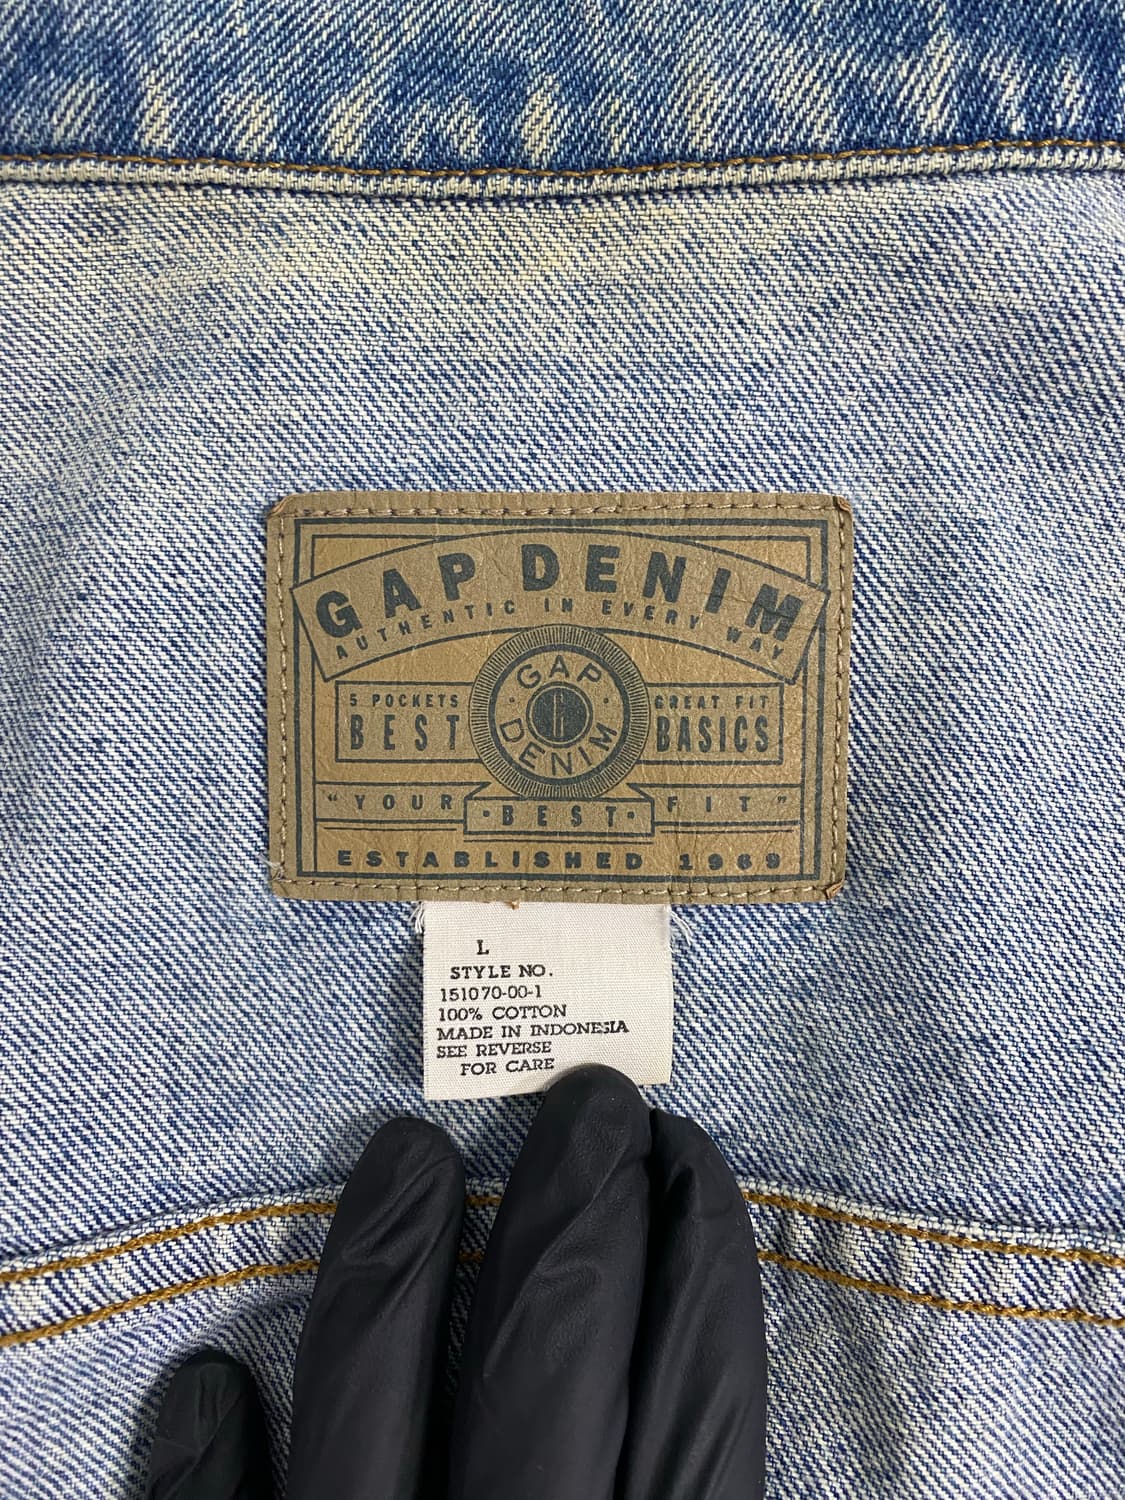 GAP DENIM
AUTHENTIC IN EVERY WAY
5 POCKETS
BEST
GAP
G
DENIM
GREAT FIT
BASICS
"YOUR
·BEST·
FIT"
ESTABLISHED 1969
L
STYLE NO.
151070-00-1
100% COTTON
MADE IN INDONESIA
SEE REVERSE
FOR CARE